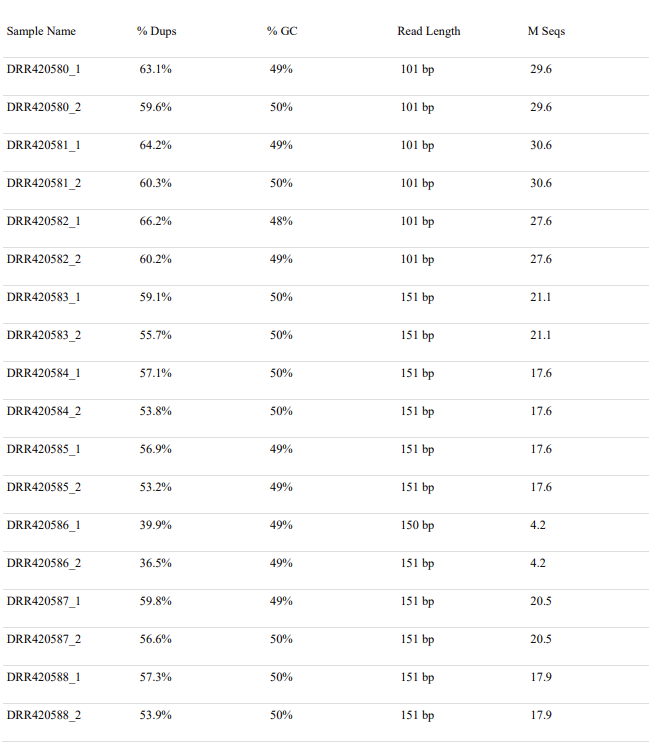 Sample Name % Dups % GC Read Length M Seqs
DRR420580_1 63.1% 49% 101 bp 29.6
DRR420580_2 59.6% 50% 101 bp 29.6
DRR420581_1 64.2% 49% 101 bp 30.6
DRR420581_2 60.3% 50% 101 bp 30.6
DRR420582_1 66.2% 48% 101 bp 27.6
DRR420582_2 60.2% 49% 101 bp 27.6
DRR420583_1 59.1% 50% 151 bp 21.1
DRR420583_2 55.7% 50% 151 bp 21.1
DRR420584_1 57.1% 50% 151 bp 17.6
DRR420584_2 53.8% 50% 151 bp 17.6
DRR420585_1 56.9% 49% 151 bp 17.6
DRR420585_2 53.2% 49% 151 bp 17.6
DRR420586_1 39.9% 49% 150 bp 4.2
DRR420586_2 36.5% 49% 151 bp 4.2
DRR420587_1 59.8% 49% 151 bp 20.5
DRR420587_2 56.6% 50% 151 bp 20.5
DRR420588_1 57.3% 50% 151 bp 17.9
DRR420588_2 53.9% 50% 151 bp 17.9